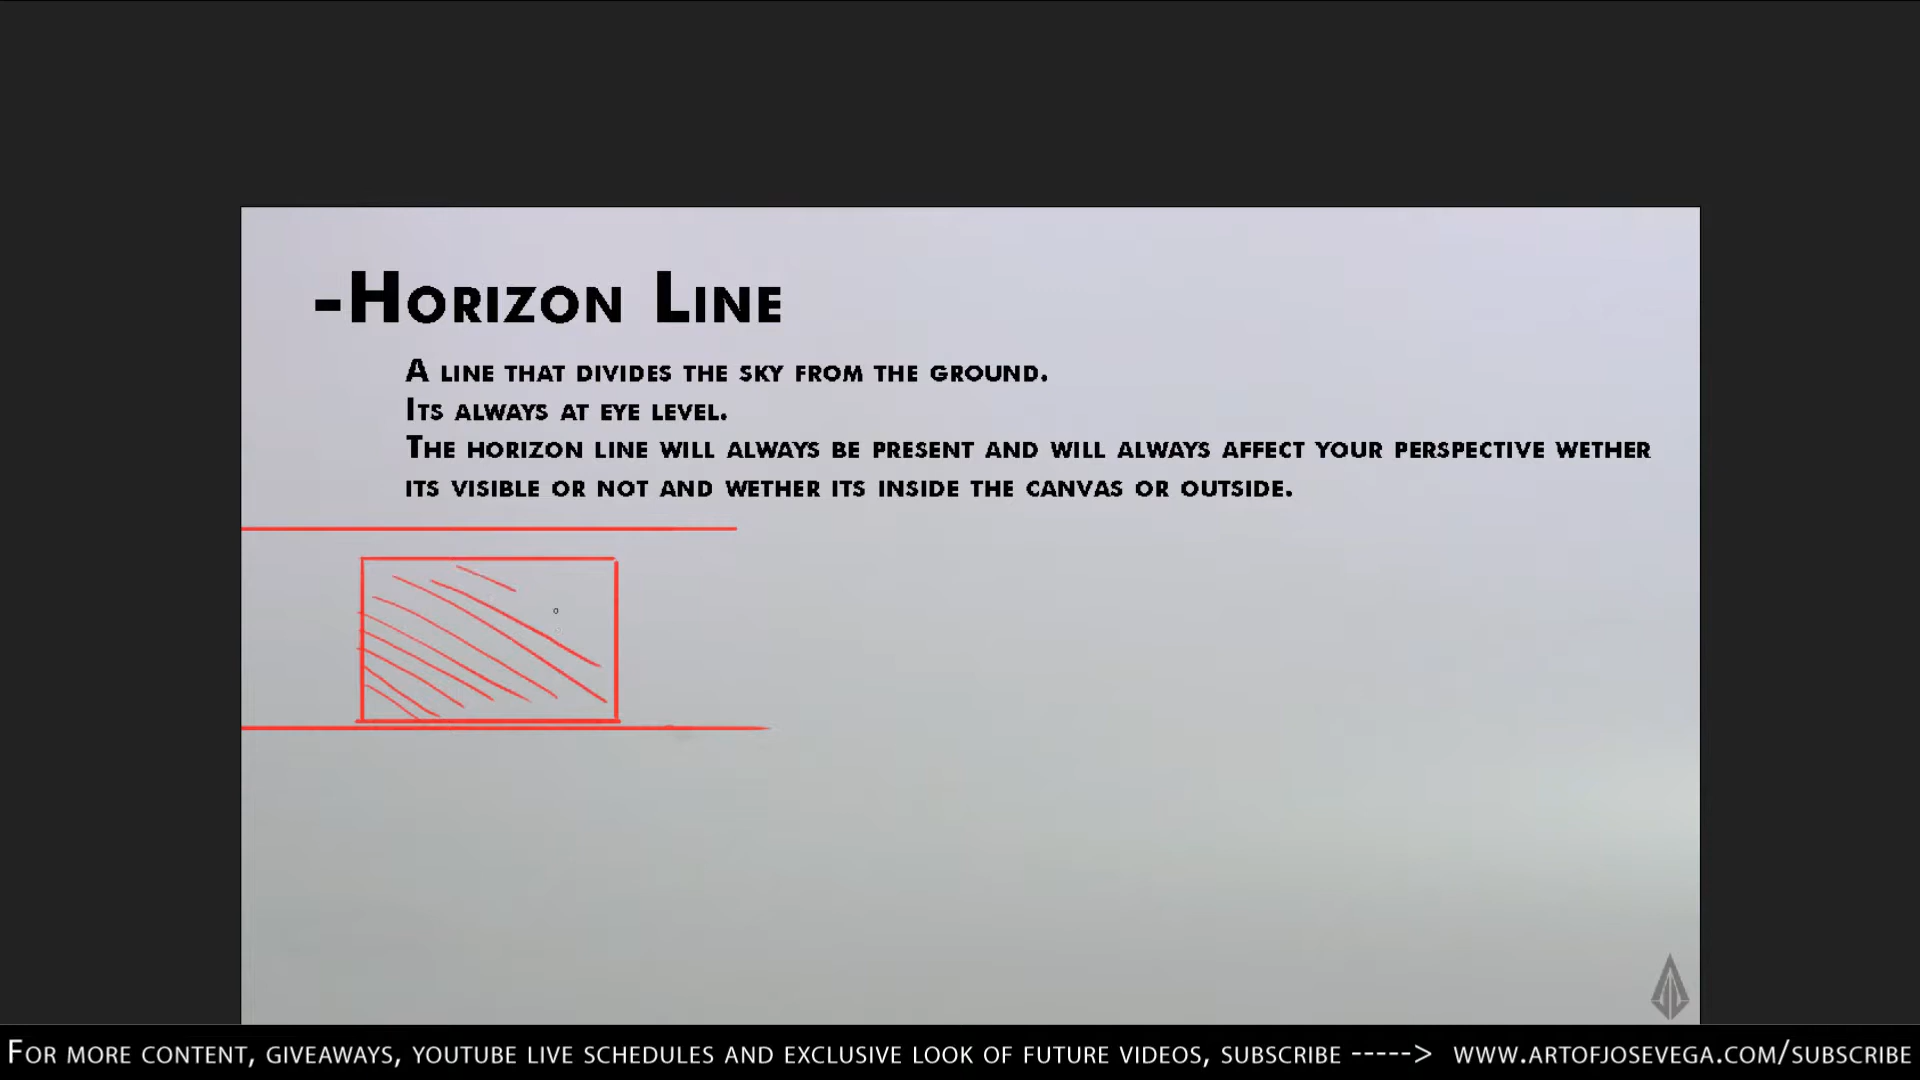 -Horizon Line
A line that divides the sky from the ground.
Its always at eye level.
The horizon line will always be present and will always affect your perspective wether
its visible or not and wether its inside the canvas or outside.
For more content, giveaways, youtube live schedules and exclusive look of future videos, subscribe -----> www.artofjosevega.com/subscribe